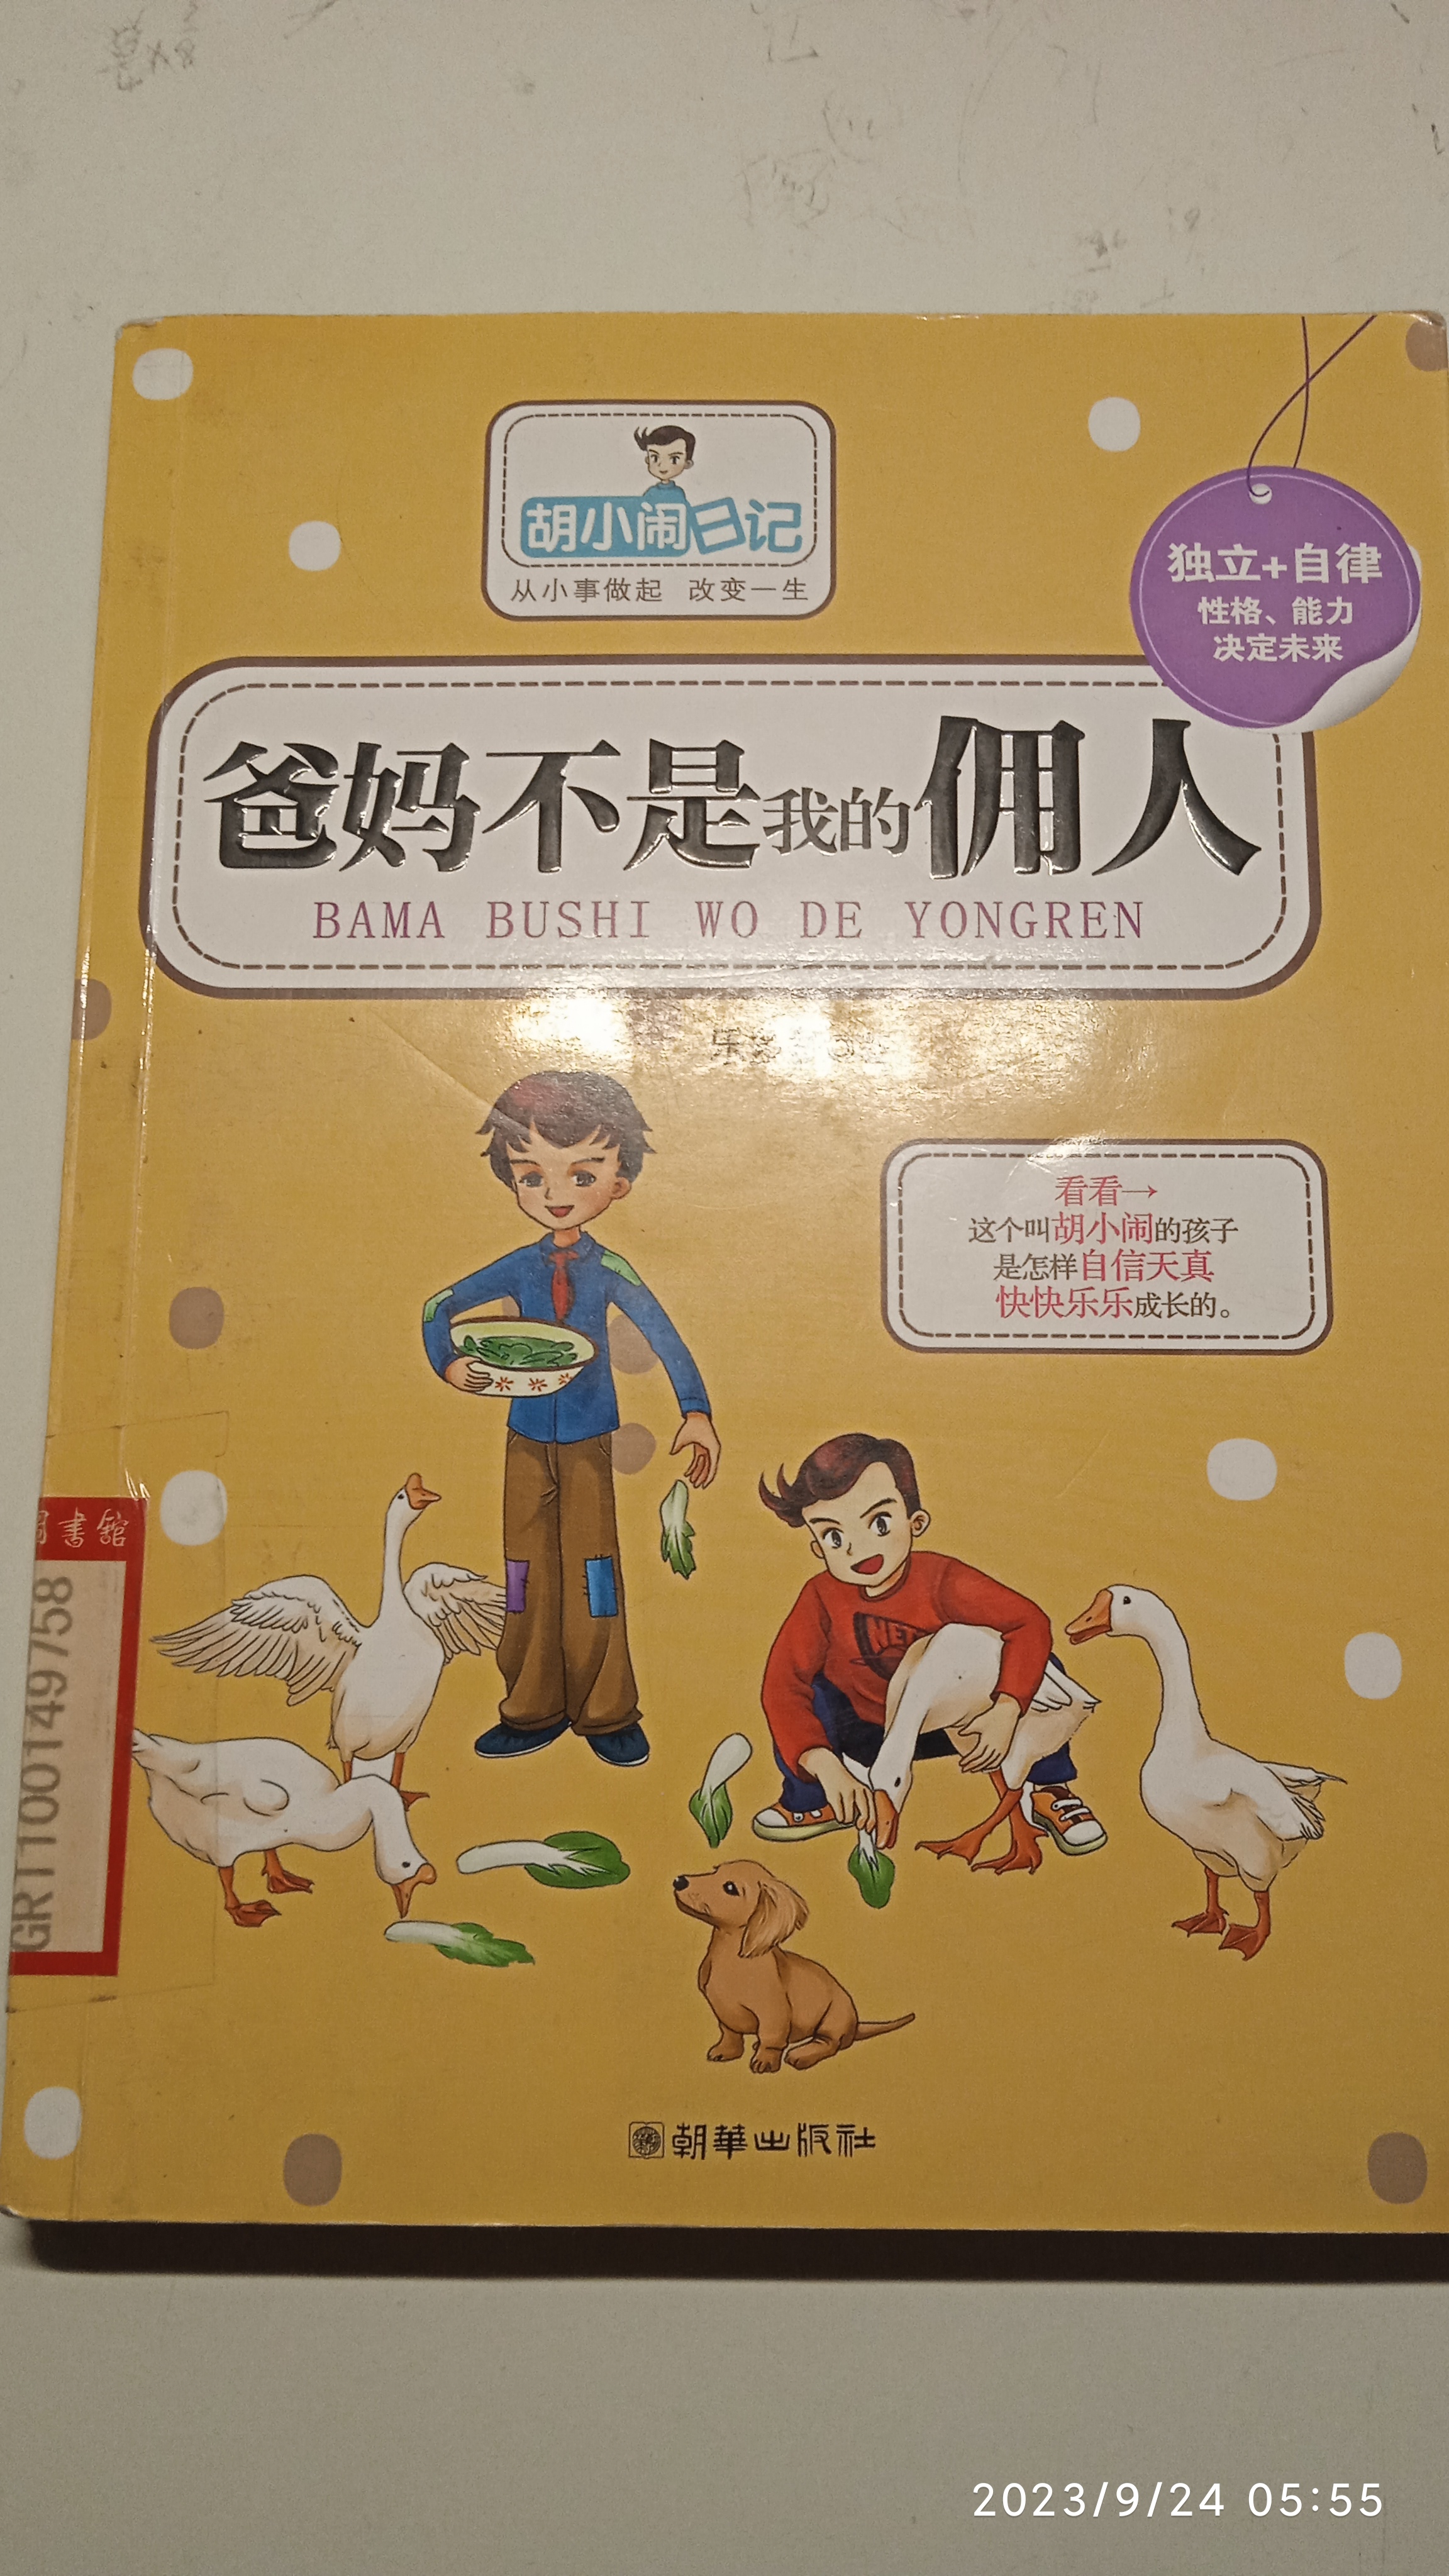 胡小闹日记
从小事做起 改变一生
独立+自律
性格、能力
决定未来
爸妈不是我的佣人
BAMA BUSHI WO DE YONGREN
看看→
这个叫胡小闹的孩子
是怎样自信天真
快快乐乐成长的。
NET
書館
GR1100149758
朝華出版社
2023/9/24 05:55